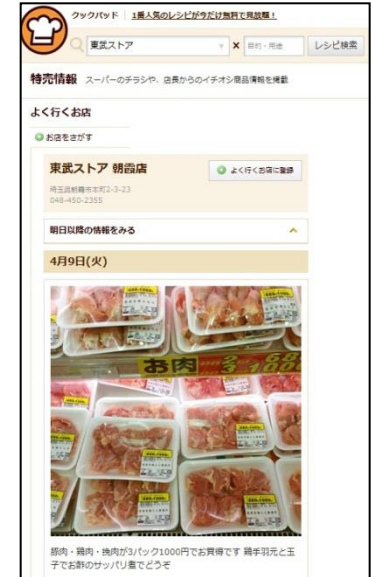 クックパッド 1番人気のレシピが今だけ無料で見放題！
東武ストア × 目的・用途 レシピ検索
特売情報 スーパーのチラシや、店長からのイチオシ商品情報を掲載
よく行くお店
お店をさがす
東武ストア 朝霞店 よく行くお店に登録
埼玉県朝霞市本町2-3-23
048-450-2355
明日以降の情報をみる
4月9日(火)
お肉 2 68
3 100
豚肉・鶏肉・挽肉が3パック1000円でお買得です 鶏手羽元と玉
子でお酢のサッパリ煮でどうぞ